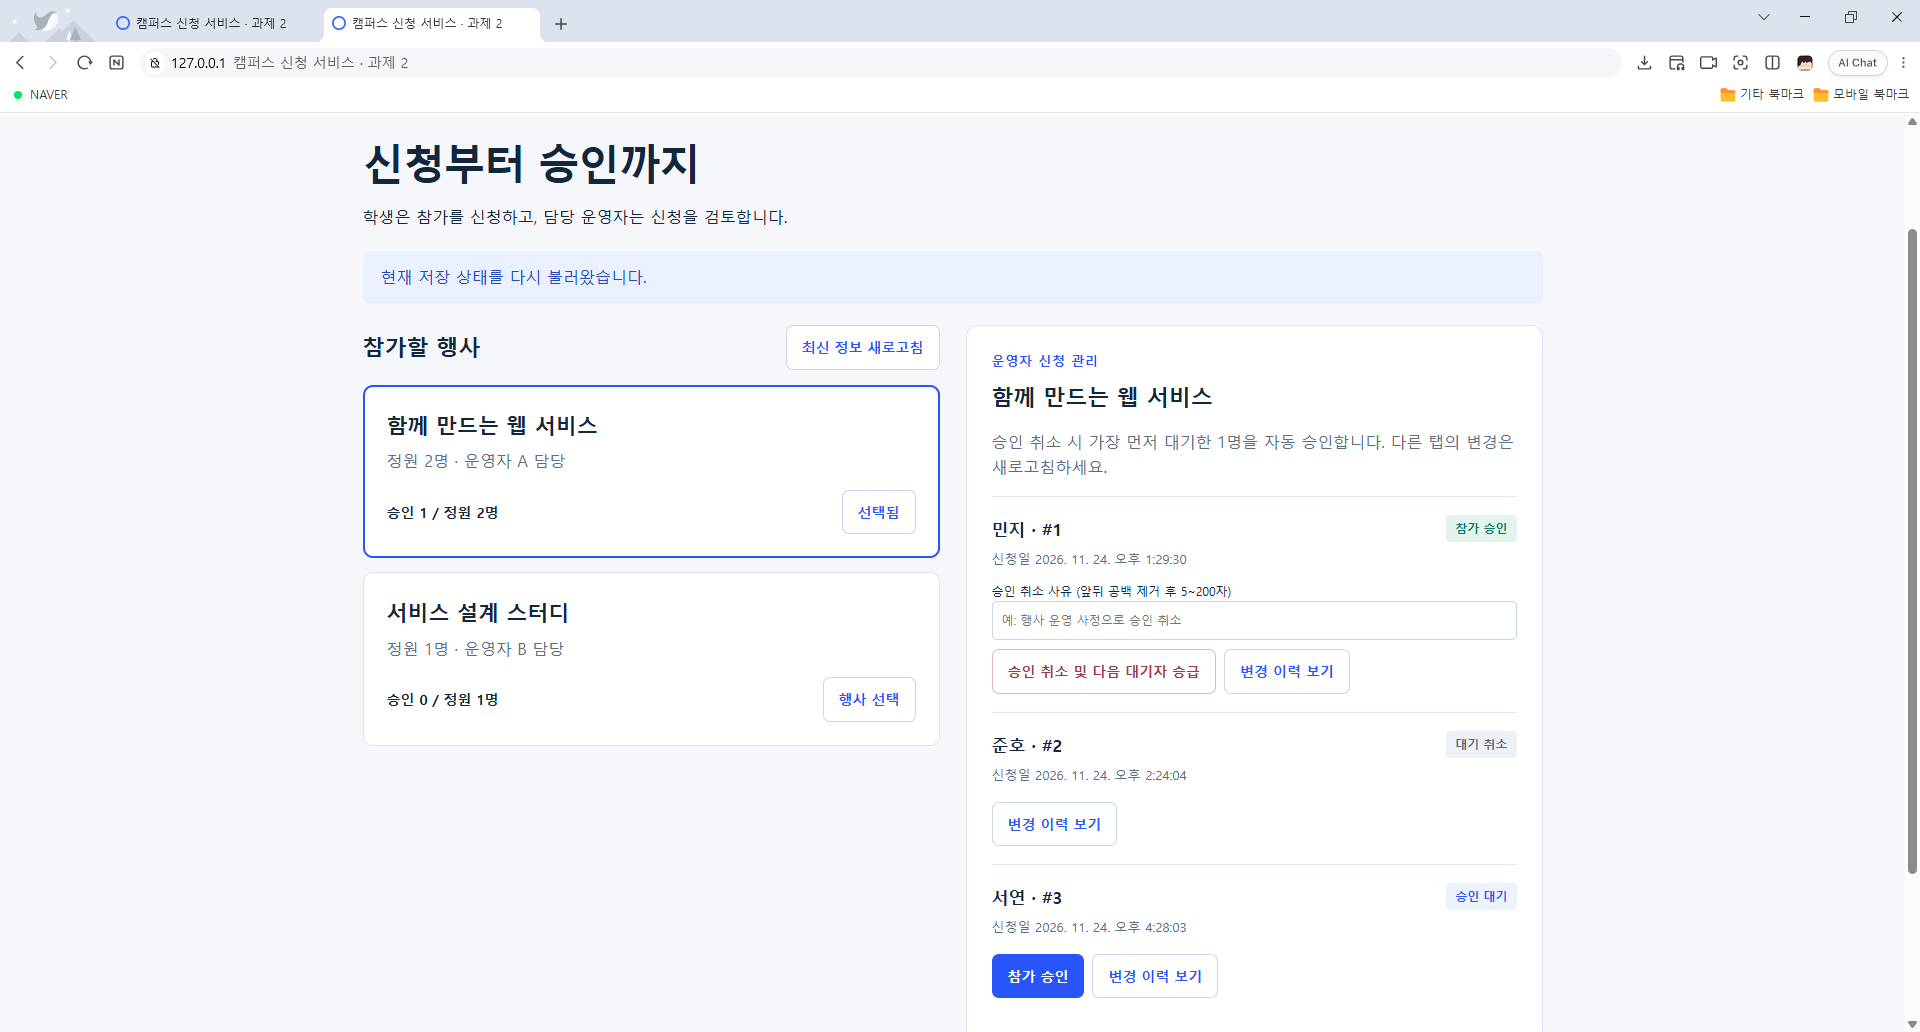 캠퍼스 신청 서비스 · 과제 2
캠퍼스 신청 서비스 · 과제 2
127.0.0.1 캠퍼스 신청 서비스 · 과제 2
AI Chat
NAVER
기타 북마크
모바일 북마크
신청부터 승인까지
학생은 참가를 신청하고, 담당 운영자는 신청을 검토합니다.
현재 저장 상태를 다시 불러왔습니다.
참가할 행사
최신 정보 새로고침
함께 만드는 웹 서비스
정원 2명 · 운영자 A 담당
승인 1 / 정원 2명
선택됨
서비스 설계 스터디
정원 1명 · 운영자 B 담당
승인 0 / 정원 1명
행사 선택
운영자 신청 관리
함께 만드는 웹 서비스
승인 취소 시 가장 먼저 대기한 1명을 자동 승인합니다. 다른 탭의 변경은
새로고침하세요.
민지 · #1
참가 승인
신청일 2026. 11. 24. 오후 1:29:30
승인 취소 사유 (앞뒤 공백 제거 후 5~200자)
예: 행사 운영 사정으로 승인 취소
승인 취소 및 다음 대기자 승급
변경 이력 보기
준호 · #2
대기 취소
신청일 2026. 11. 24. 오후 2:24:04
변경 이력 보기
서연 · #3
승인 대기
신청일 2026. 11. 24. 오후 4:28:03
참가 승인
변경 이력 보기